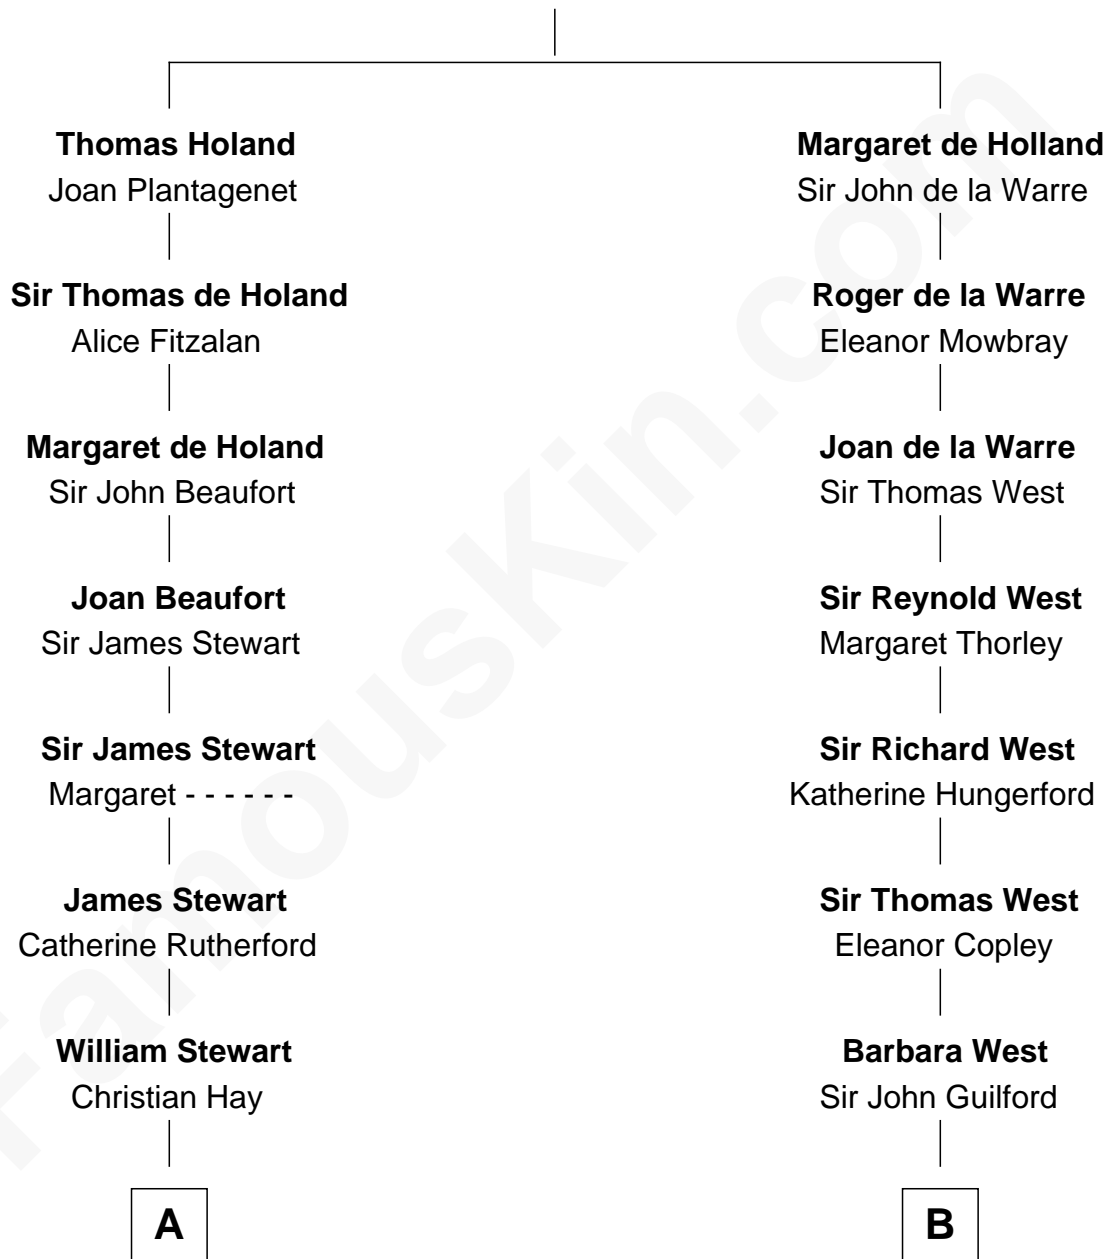 Thomas Holand
Joan Plantagenet
Sir Thomas de Holand
Alice Fitzalan
Margaret de Holand
Sir John Beaufort
Joan Beaufort
Sir James Stewart
Sir James Stewart
Margaret - - - - - -
James Stewart
Catherine Rutherford
William Stewart
Christian Hay
A
Margaret de Holland
Sir John de la Warre
Roger de la Warre
Eleanor Mowbray
Joan de la Warre
Sir Thomas West
Sir Reynold West
Margaret Thorley
Sir Richard West
Katherine Hungerford
Sir Thomas West
Eleanor Copley
Barbara West
Sir John Guilford
B
FamousKin.com